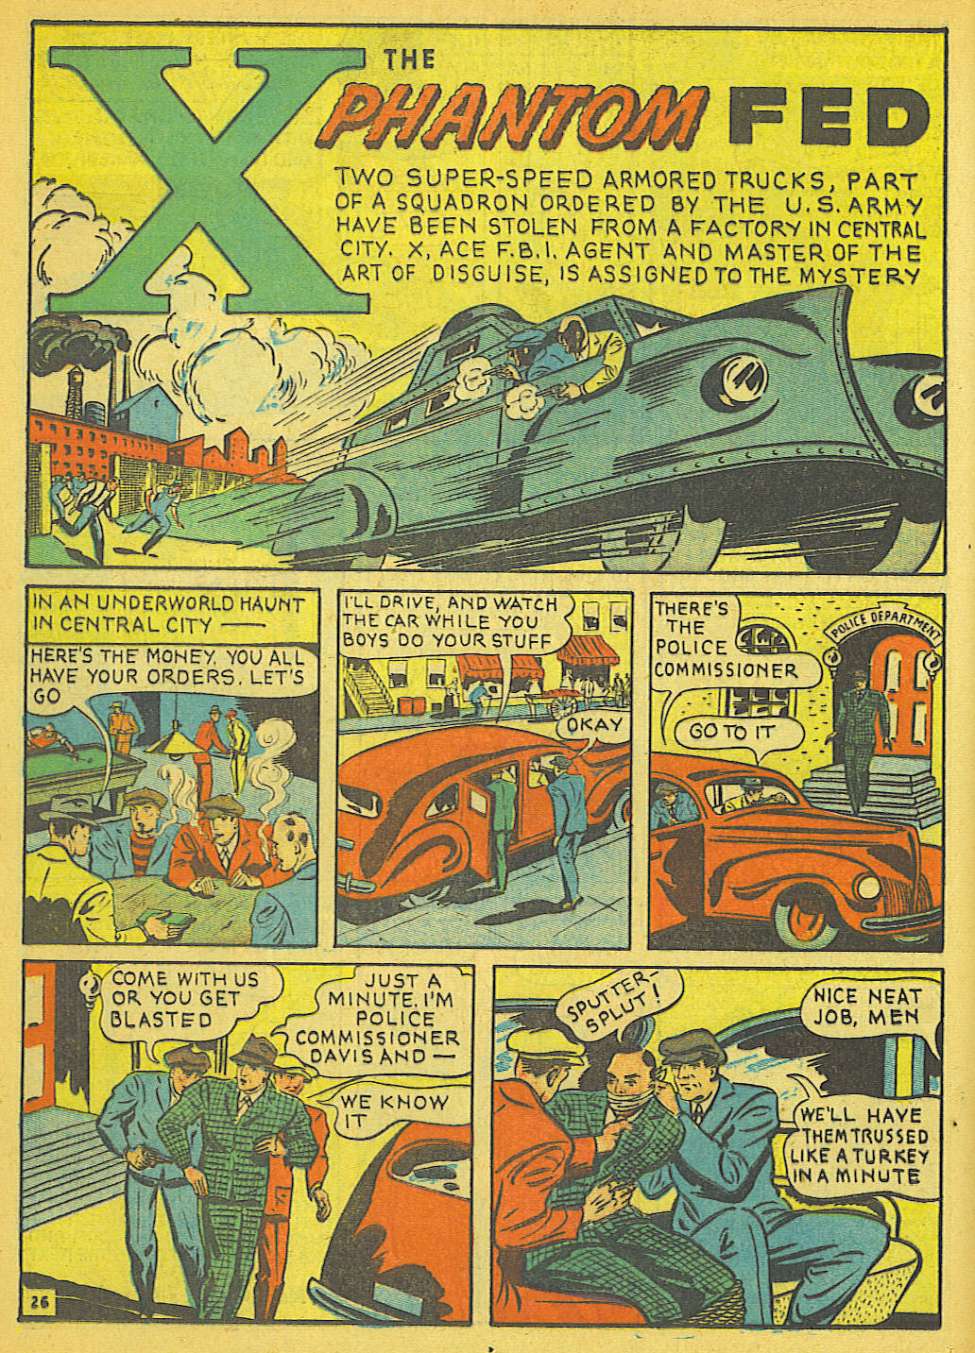 X
THE
PHANTOM FED
TWO SUPER-SPEED ARMORED TRUCKS, PART
OF A SQUADRON ORDERED BY THE U.S. ARMY
HAVE BEEN STOLEN FROM A FACTORY IN CENTRAL
CITY. X, ACE F.B.I. AGENT AND MASTER OF THE
ART OF DISGUISE, IS ASSIGNED TO THE MYSTERY
IN AN UNDERWORLD HAUNT
IN CENTRAL CITY —
HERE'S THE MONEY. YOU ALL
HAVE YOUR ORDERS. LET'S
GO
I'LL DRIVE, AND WATCH
THE CAR WHILE YOU
BOYS DO YOUR STUFF
OKAY
THERE'S
THE
POLICE
COMMISSIONER
GO TO IT
POLICE DEPARTMENT
COME WITH US
OR YOU GET
BLASTED
JUST A
MINUTE. I'M
POLICE
COMMISSIONER
DAVIS AND —
WE KNOW
IT
SPUTTER-
SPLUT!
NICE NEAT
JOB, MEN
WE'LL HAVE
THEM TRUSSED
LIKE A TURKEY
IN A MINUTE
26